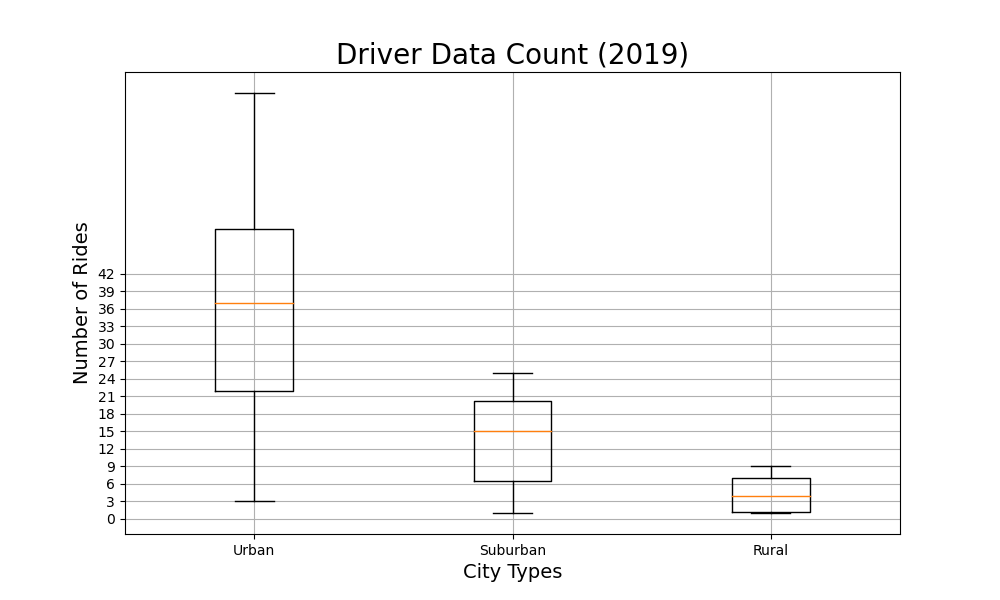 Driver Data Count (2019)
Number of Rides
42
39
36
33
30
27
24
21
18
15
12
9
6
3
0
Urban
Suburban
Rural
City Types